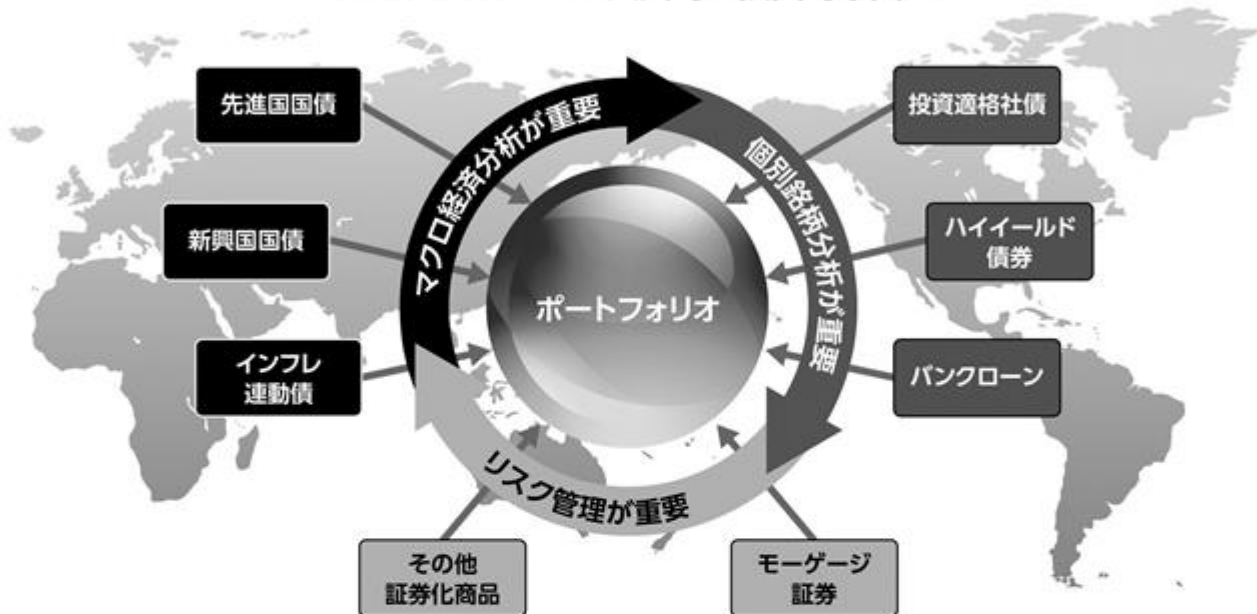 先進国国債
新興国国債
インフレ
連動債
マクロ経済分析が重要
ポートフォリオ
個別銘柄分析が重要
投資適格社債
ハイイールド
債券
バンクローン
リスク管理が重要
その他
証券化商品
モーゲージ
証券